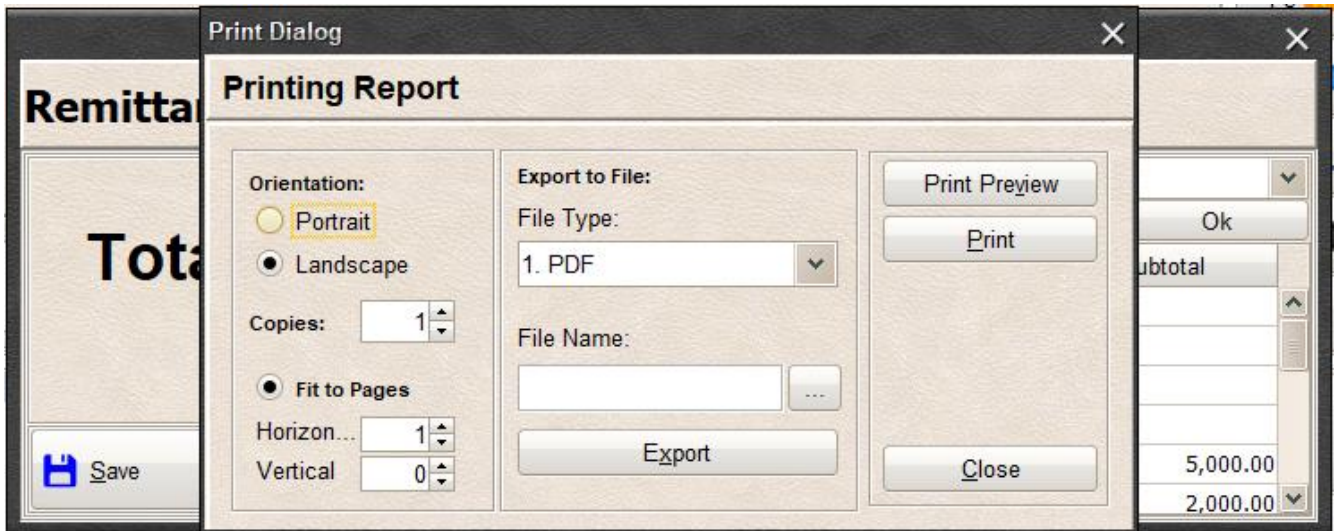 Print Dialog
Printing Report
Remitta
Orientation:
Portrait
Landscape
Copies:
1
Fit to Pages
Horizon...
1
Vertical
0
Export to File:
File Type:
1. PDF
File Name:
...
Export
Print Preview
Print
Close
Tota
Save
Ok
ubtotal
5,000.00
2,000.00